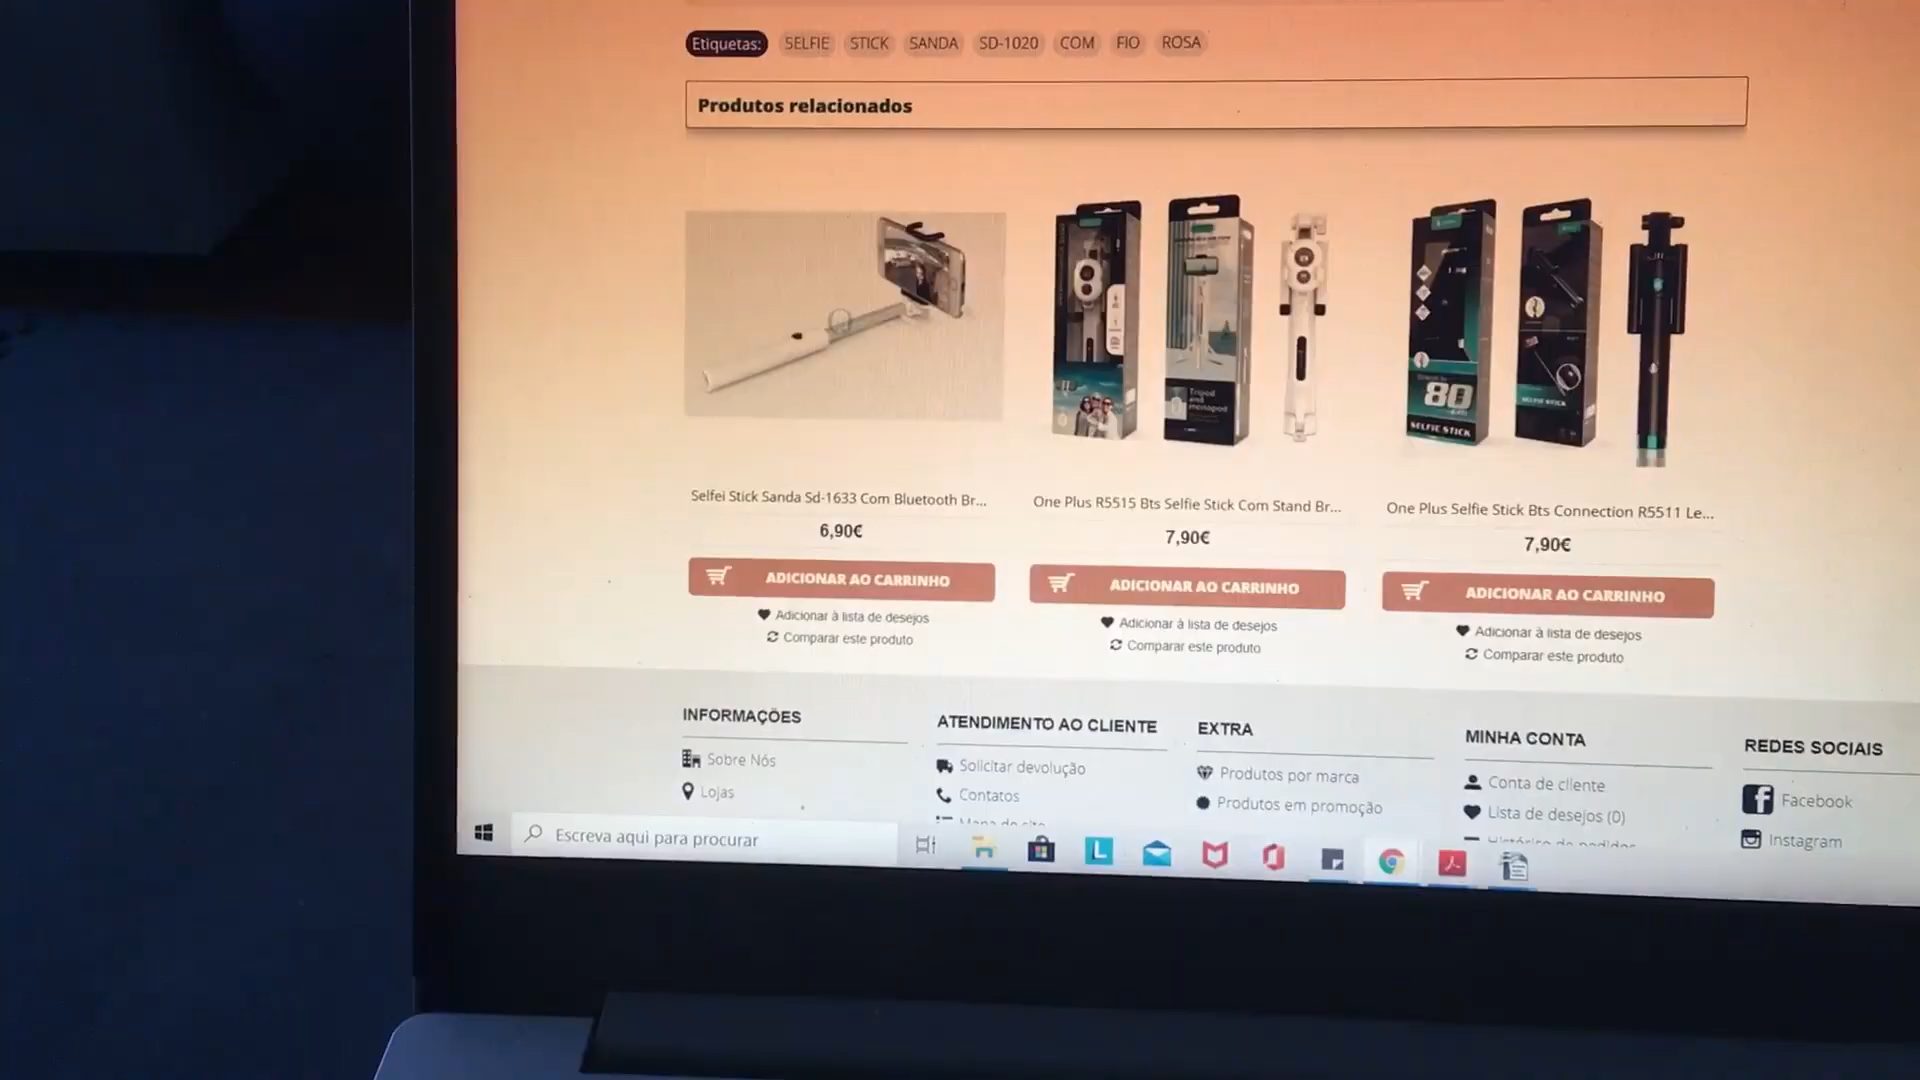 Etiquetas: SELFIE STICK SANDA SD-1020 COM FIO ROSA
Produtos relacionados
Tripod
and
monopod
80
SELFIE STICK
SELFIE STICK
Selfei Stick Sanda Sd-1633 Com Bluetooth Br...
6,90€
ADICIONAR AO CARRINHO
Adicionar à lista de desejos
Comparar este produto
One Plus R5515 Bts Selfie Stick Com Stand Br...
7,90€
ADICIONAR AO CARRINHO
Adicionar à lista de desejos
Comparar este produto
One Plus Selfie Stick Bts Connection R5511 Le...
7,90€
ADICIONAR AO CARRINHO
Adicionar à lista de desejos
Comparar este produto
INFORMAÇÕES
Sobre Nós
Lojas
ATENDIMENTO AO CLIENTE
Solicitar devolução
Contatos
EXTRA
Produtos por marca
Produtos em promoção
MINHA CONTA
Conta de cliente
Lista de desejos (0)
REDES SOCIAIS
Facebook
Instagram
Escreva aqui para procurar